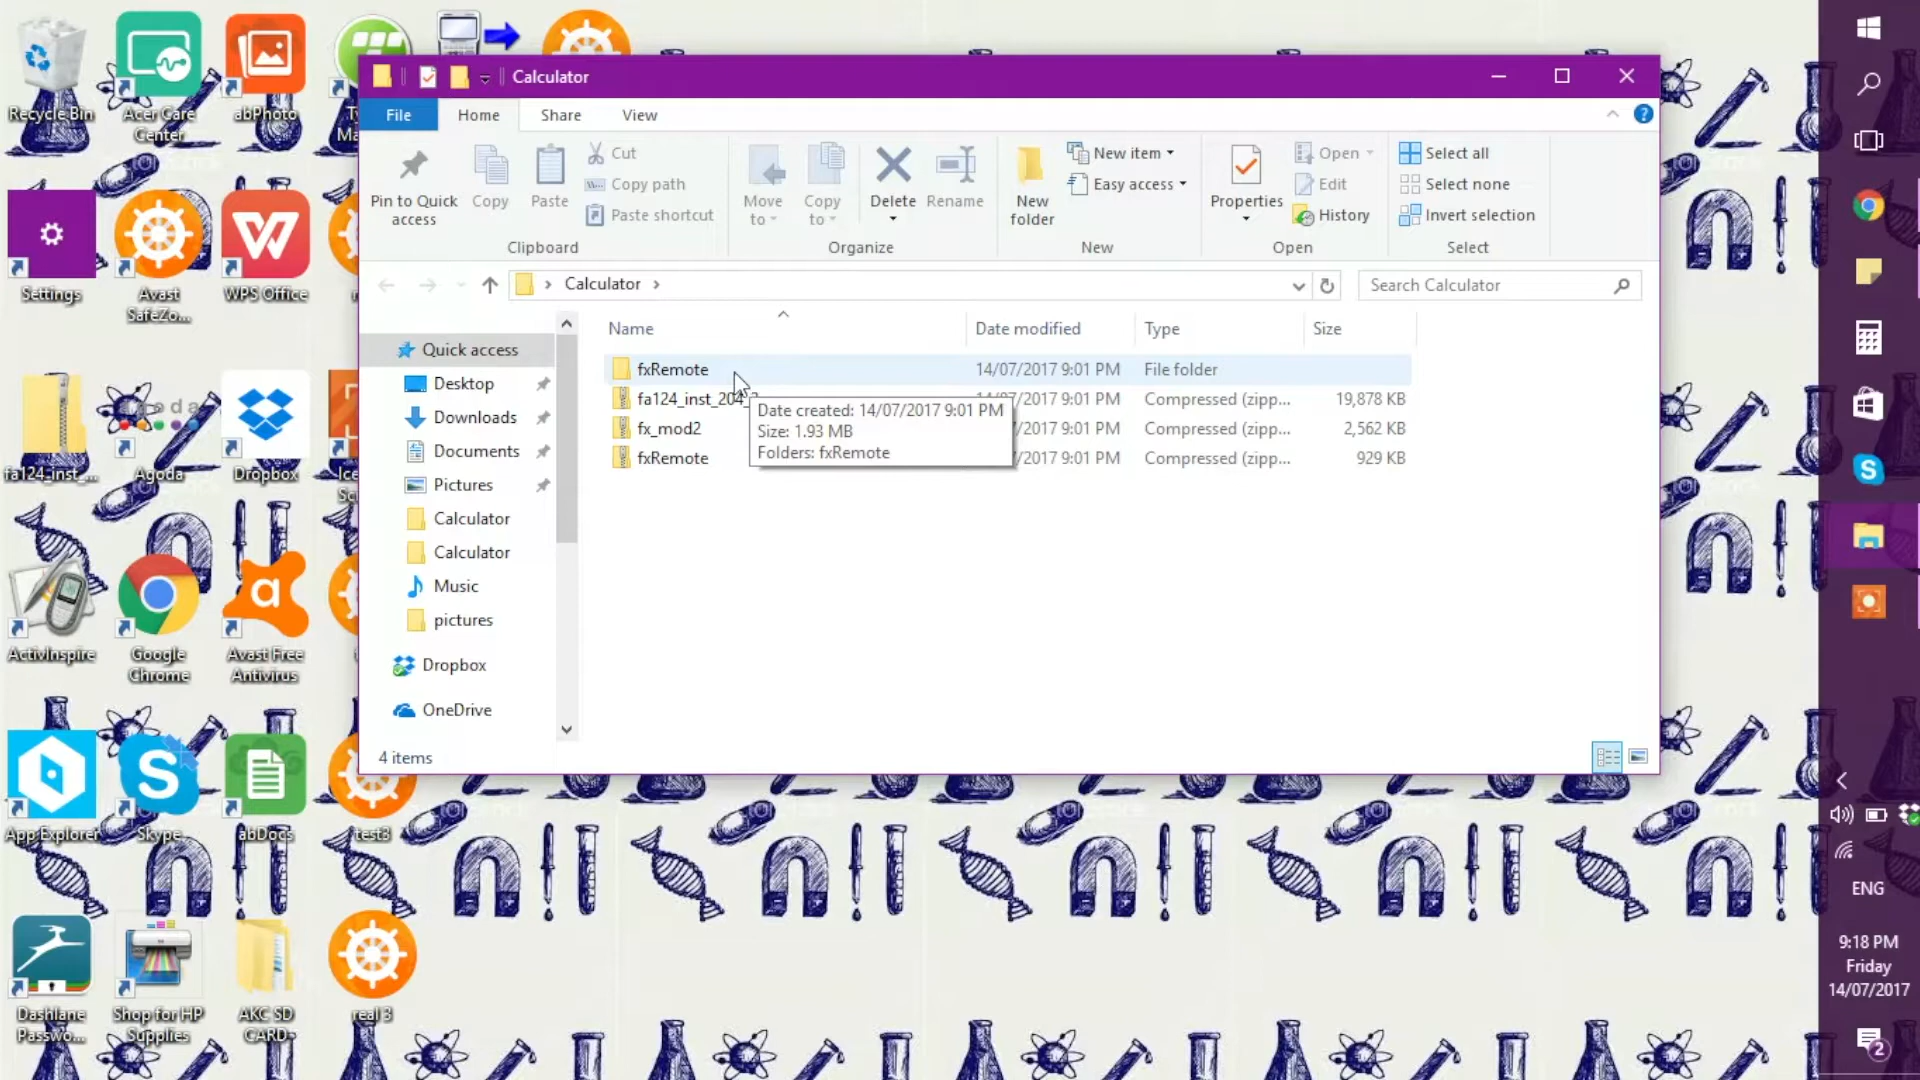 Recycle Bin
Acer Care
Center
abPhoto
Settings
Avast
SafeZo...
WPS Office
fa124_inst_...
Agoda
Dropbox
ActivInspire
Google
Chrome
Avast Free
Antivirus
App Explorer
Skype
abDocs
test3
Dashlane
Passwo...
Shop for HP
Supplies
AKC SD
CARD
real 3
Calculator
File
Home
Share
View
Pin to Quick
access
Copy
Paste
Cut
Copy path
Paste shortcut
Clipboard
Move
to
Copy
to
Delete
Rename
Organize
New
folder
New item
Easy access
New
Properties
Open
Edit
History
Open
Select all
Select none
Invert selection
Select
Calculator
Search Calculator
Quick access
Desktop
Downloads
Documents
Pictures
Calculator
Calculator
Music
pictures
Dropbox
OneDrive
Name Date modified Type Size
fxRemote 14/07/2017 9:01 PM File folder
fa124_inst_204_ Compressed (zipp... 19,878 KB
fx_mod2 /07/2017 9:01 PM Compressed (zipp... 2,562 KB
fxRemote /07/2017 9:01 PM Compressed (zipp... 929 KB
Date created: 14/07/2017 9:01 PM
Size: 1.93 MB
Folders: fxRemote
4 items
ENG
9:18 PM
Friday
14/07/2017
2